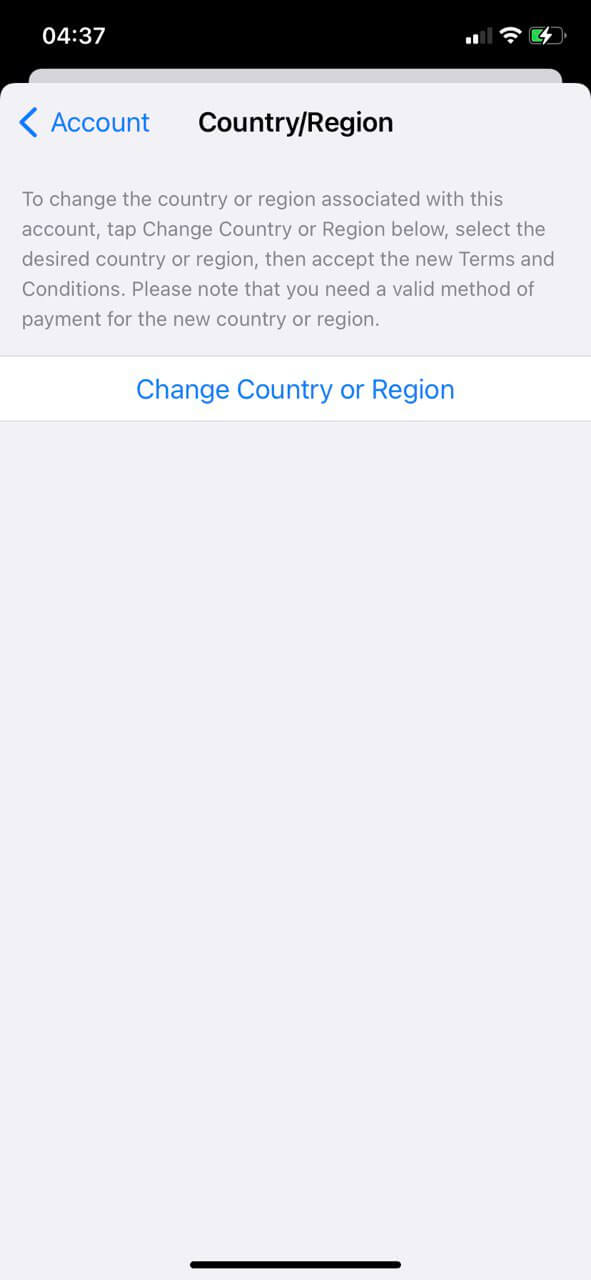 04:37
Account
Country/Region
To change the country or region associated with this
account, tap Change Country or Region below, select the
desired country or region, then accept the new Terms and
Conditions. Please note that you need a valid method of
payment for the new country or region.
Change Country or Region